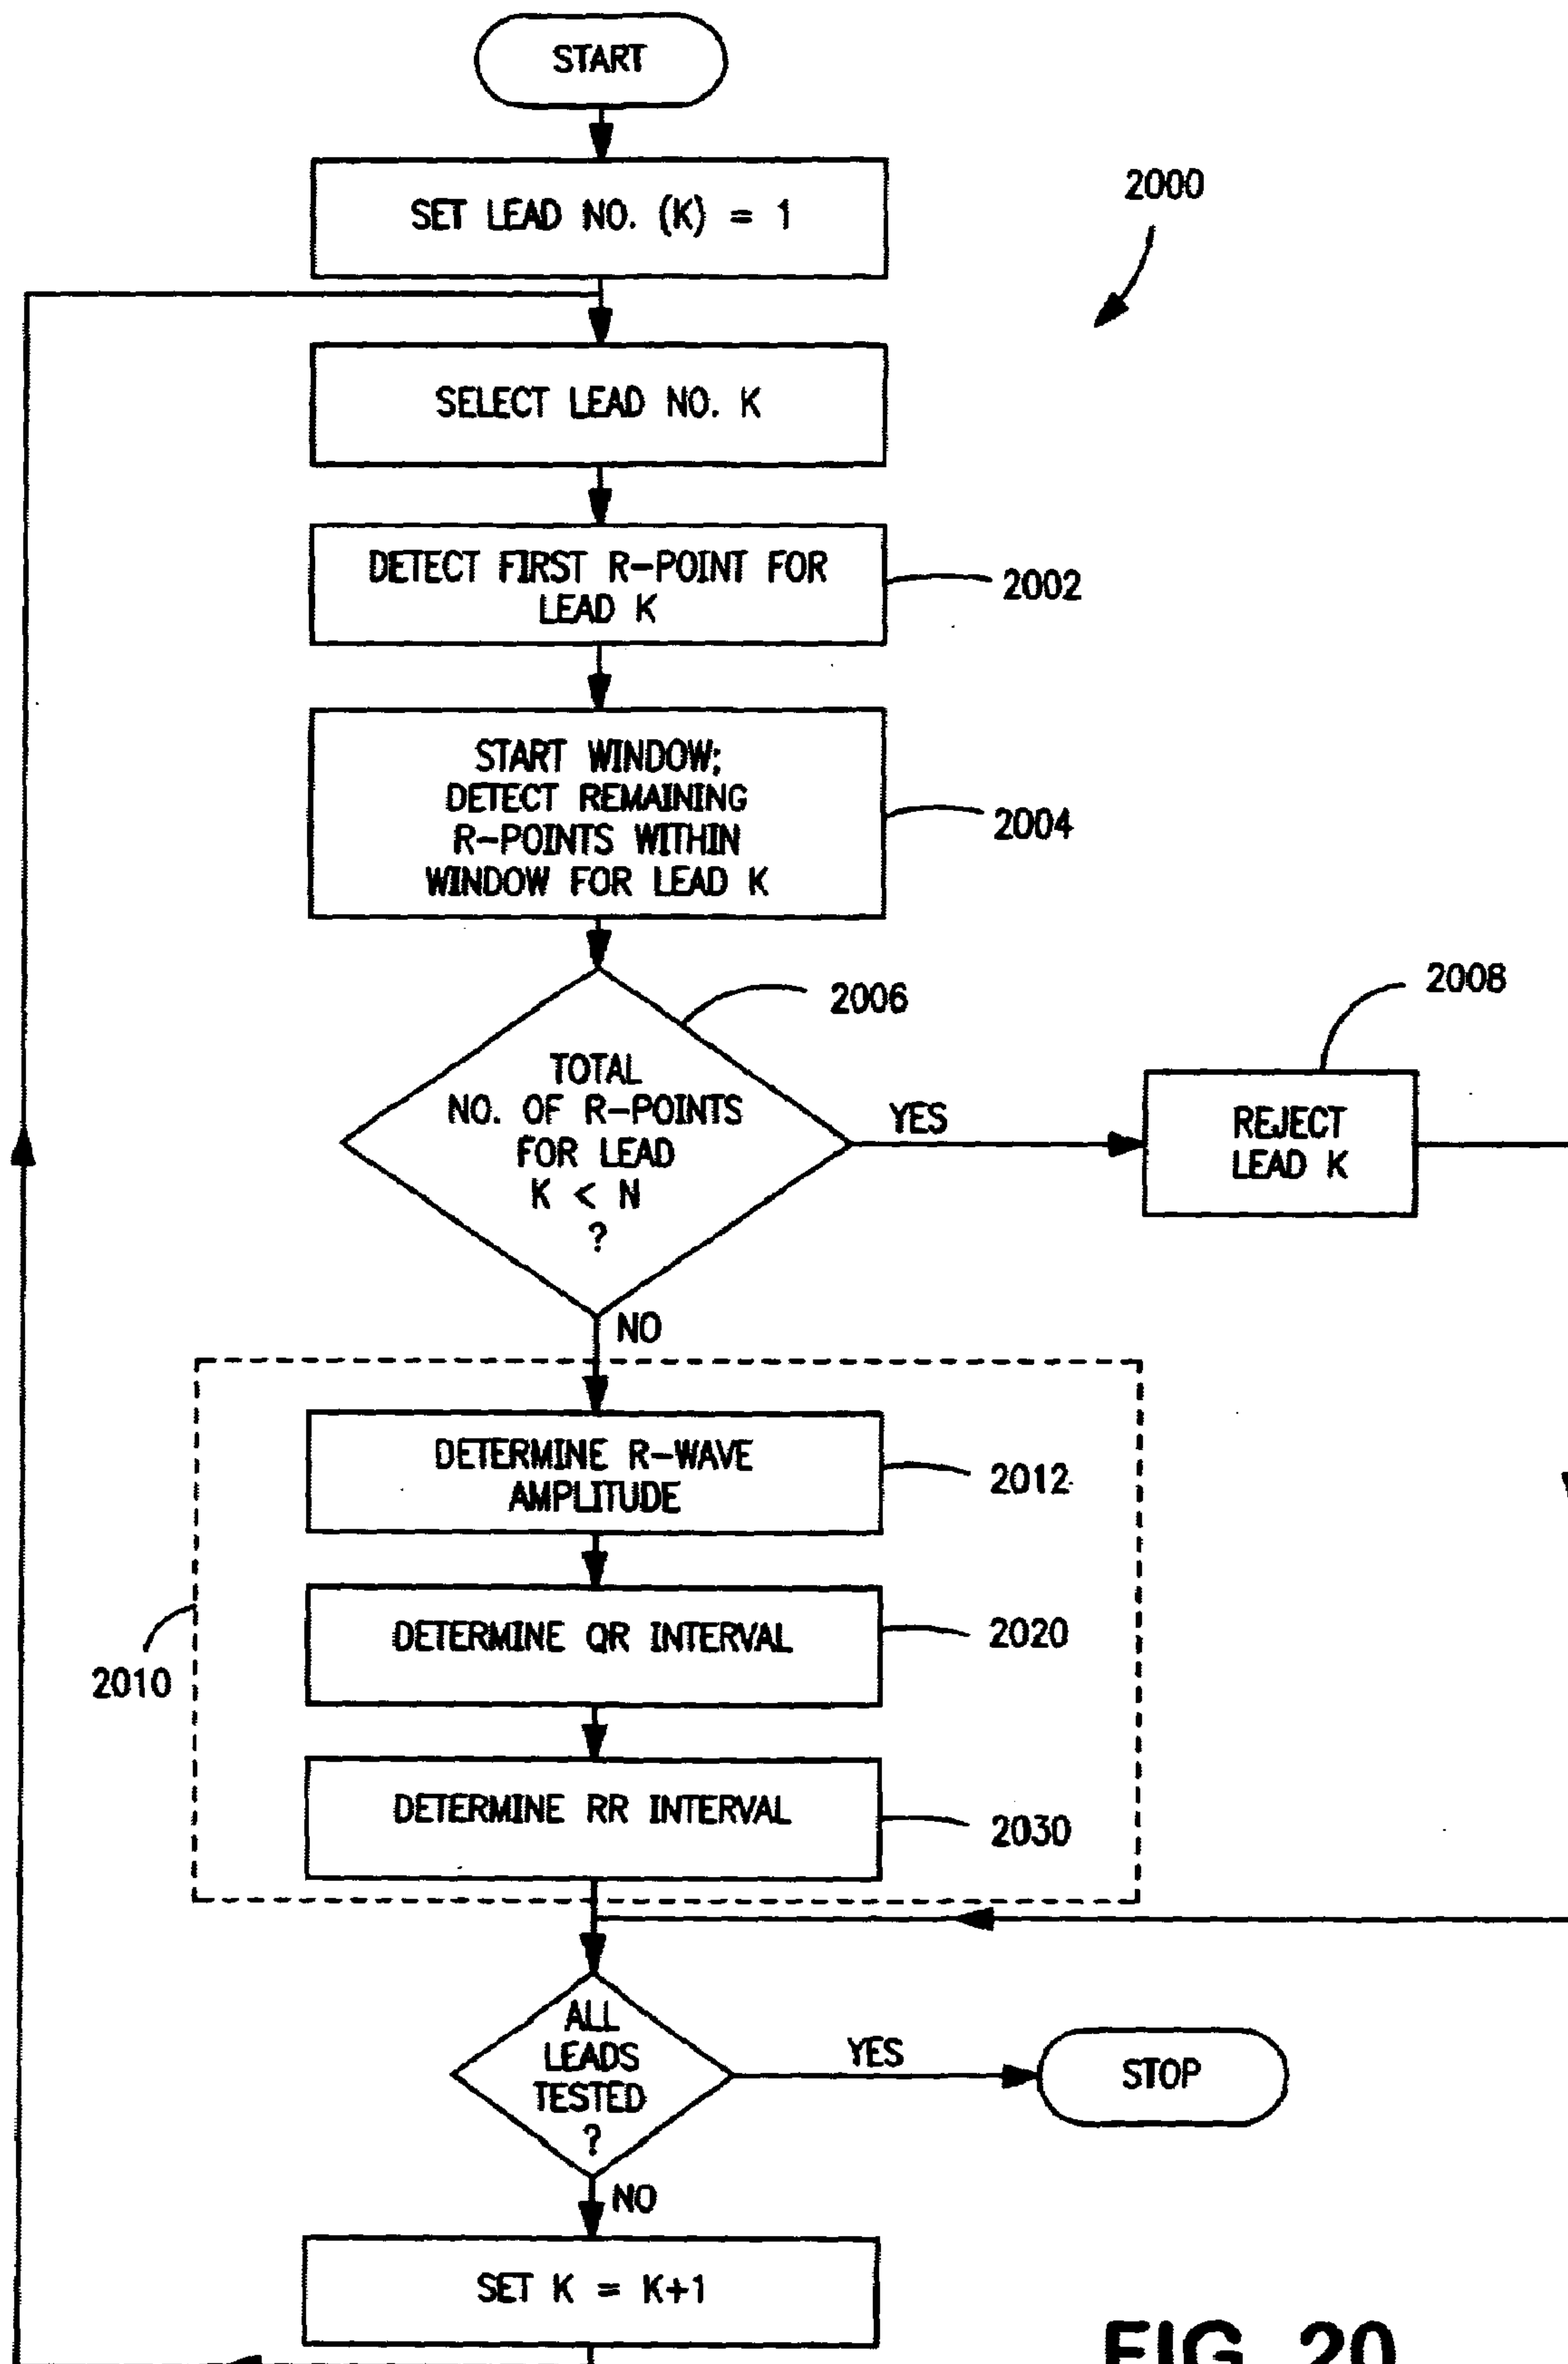 START
SET LEAD NO. (K) = 1
2000
SELECT LEAD NO. K
DETECT FIRST R-POINT FOR
LEAD K
2002
START WINDOW;
DETECT REMAINING
R-POINTS WITHIN
WINDOW FOR LEAD K
2004
2006
2008
TOTAL
NO. OF R-POINTS
FOR LEAD
K < N
?
YES
REJECT
LEAD K
NO
DETERMINE R-WAVE
AMPLITUDE
2012
DETERMINE QR INTERVAL
2020
2010
DETERMINE RR INTERVAL
2030
ALL
LEADS
TESTED
?
YES
STOP
NO
SET K = K+1
FIG. 20